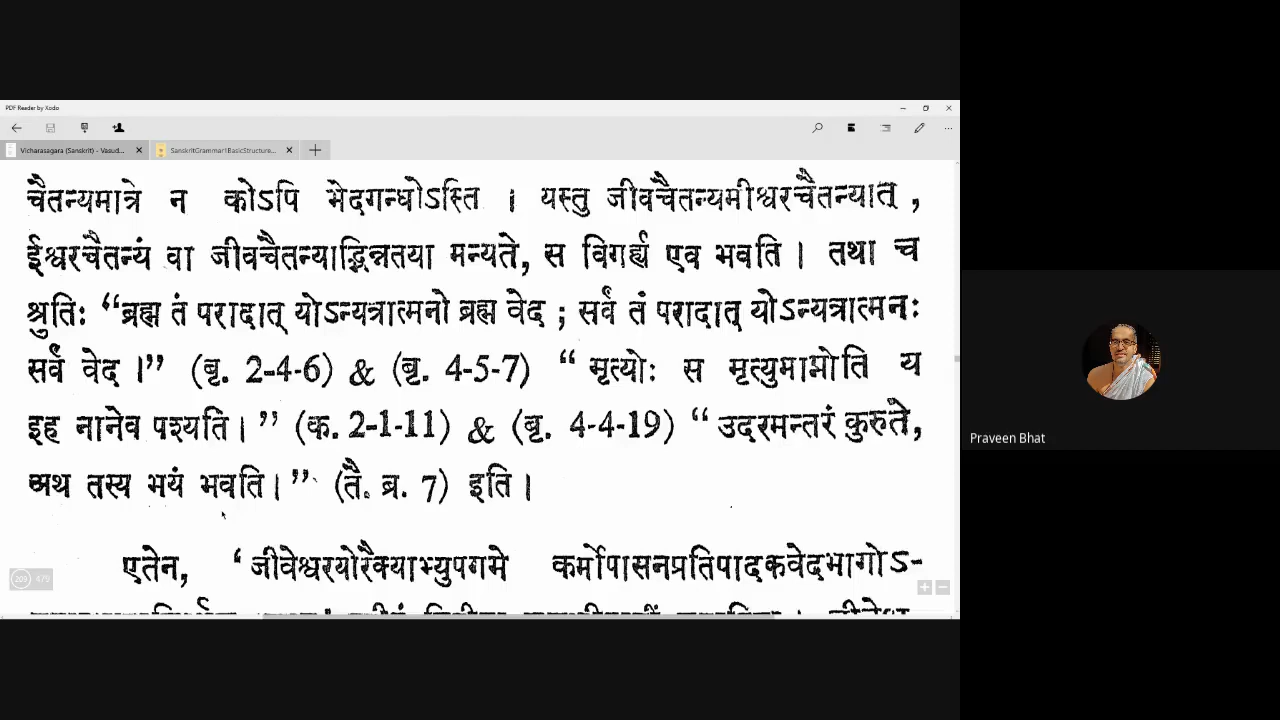 PDF Reader by Xodo
Vicharasagara (Sanskrit) - Vasud...
SanskritGrammar1BasicStructure...
चैतन्यमात्रे न कोऽपि भेदगन्धोऽस्ति । यस्तु जीवचैतन्यमीश्वरचैतन्यात् ,
ईश्वरचैतन्यं वा जीवचैतन्याद्भिन्नतया मन्यते, स विगर्ह्य एव भवति । तथा च
श्रुतिः “ब्रह्म तं परादात् योऽन्यत्रात्मनो ब्रह्म वेद ; सर्वं तं परादात् योऽन्यत्रात्मनः
सर्वं वेद ।” (बृ. 2-4-6) & (बृ. 4-5-7) “ मृत्योः स मृत्युमाप्नोति य
इह नानेव पश्यति । ” (क. 2-1-11) & (बृ. 4-4-19) “ उदरमन्तरं कुरुते,
अथ तस्य भयं भवति । ” (तै. ब्र. 7) इति ।
एतेन, ‘ जीवेश्वरयोरैक्याभ्युपगमे कर्मोपासनप्रतिपादकवेदभागोऽ-
209 479
Praveen Bhat